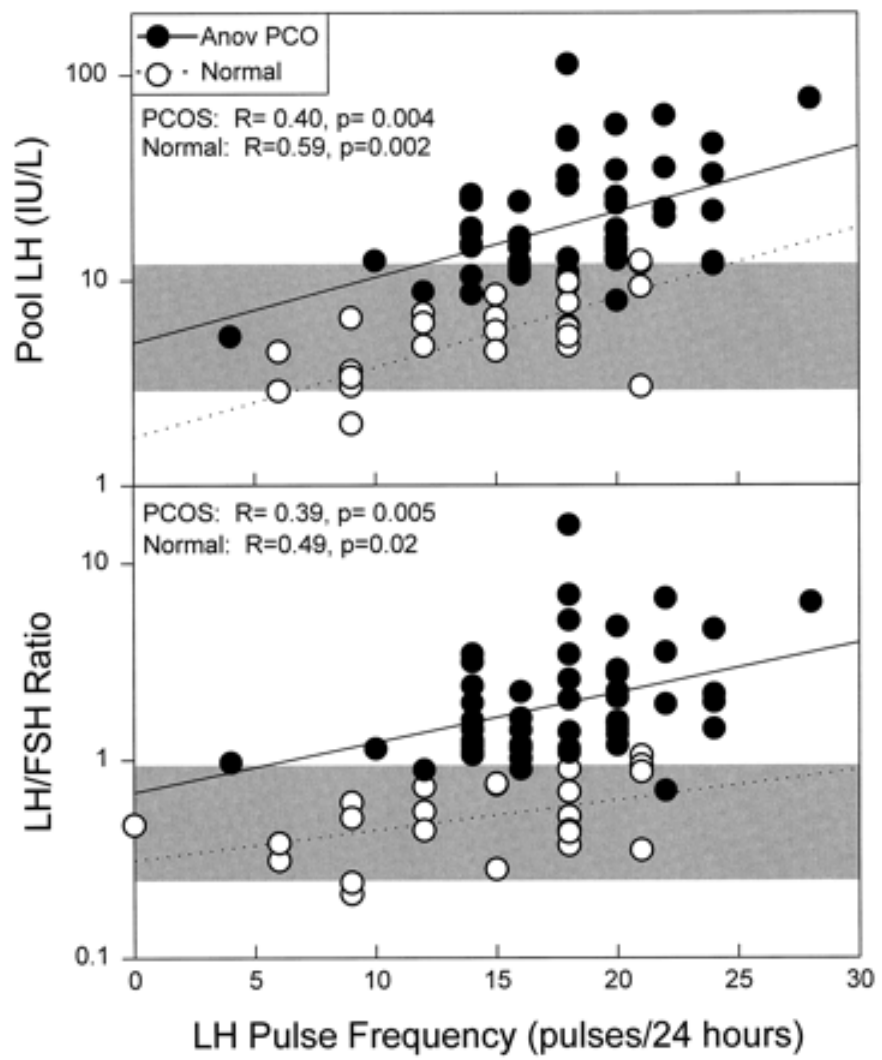 Anov PCO
Normal
PCOS: R= 0.40, p= 0.004
Normal: R=0.59, p=0.002
100
10
1
Pool LH (IU/L)
PCOS: R= 0.39, p= 0.005
Normal: R=0.49, p=0.02
10
1
0.1
LH/FSH Ratio
0 5 10 15 20 25 30
LH Pulse Frequency (pulses/24 hours)